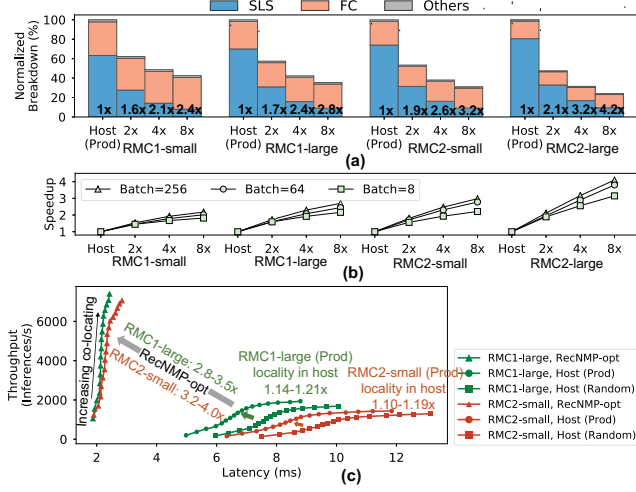 SLS FC Others
Normalized
Breakdown (%)
100
80
60
40
20
0
1x 1.6x 2.1x 2.4x
1x 1.7x 2.4x 2.8x
1x 1.9x 2.6x 3.2x
1x 2.1x 3.2x 4.2x
Host 2x 4x 8x Host 2x 4x 8x Host 2x 4x 8x Host 2x 4x 8x
(Prod) RMC1-small (Prod) RMC1-large (Prod) RMC2-small (Prod) RMC2-large
(a)
Speedup
4
3
2
1
Batch=256 Batch=64 Batch=8
Host 2x 4x 8x Host 2x 4x 8x Host 2x 4x 8x Host 2x 4x 8x
RMC1-small RMC1-large RMC2-small RMC2-large
(b)
Throughput
(Inferences/s)
6000
4000
2000
0
Increasing co-locating
RMC1-large: 2.8-3.5x
RecNMP-opt
RMC2-small: 3.2-4.0x
RMC1-large (Prod)
locality in host
1.14-1.21x
RMC2-small (Prod)
locality in host
1.10-1.19x
RMC1-large, RecNMP-opt
RMC1-large, Host (Prod)
RMC1-large, Host (Random)
RMC2-small, RecNMP-opt
RMC2-small, Host (Prod)
RMC2-small, Host (Random)
2 4 6 8 10 12
Latency (ms)
(c)